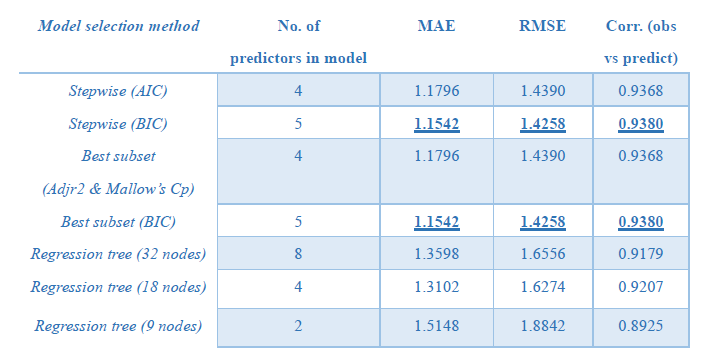 Model selection method No. of predictors in model MAE RMSE Corr. (obs vs predict)
Stepwise (AIC) 4 1.1796 1.4390 0.9368
Stepwise (BIC) 5 1.1542 1.4258 0.9380
Best subset (Adjr2 & Mallow's Cp) 4 1.1796 1.4390 0.9368
Best subset (BIC) 5 1.1542 1.4258 0.9380
Regression tree (32 nodes) 8 1.3598 1.6556 0.9179
Regression tree (18 nodes) 4 1.3102 1.6274 0.9207
Regression tree (9 nodes) 2 1.5148 1.8842 0.8925